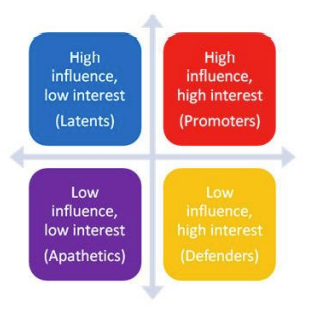 High
influence,
low interest
(Latents)
High
influence,
high interest
(Promoters)
Low
influence,
low interest
(Apathetics)
Low
influence,
high interest
(Defenders)